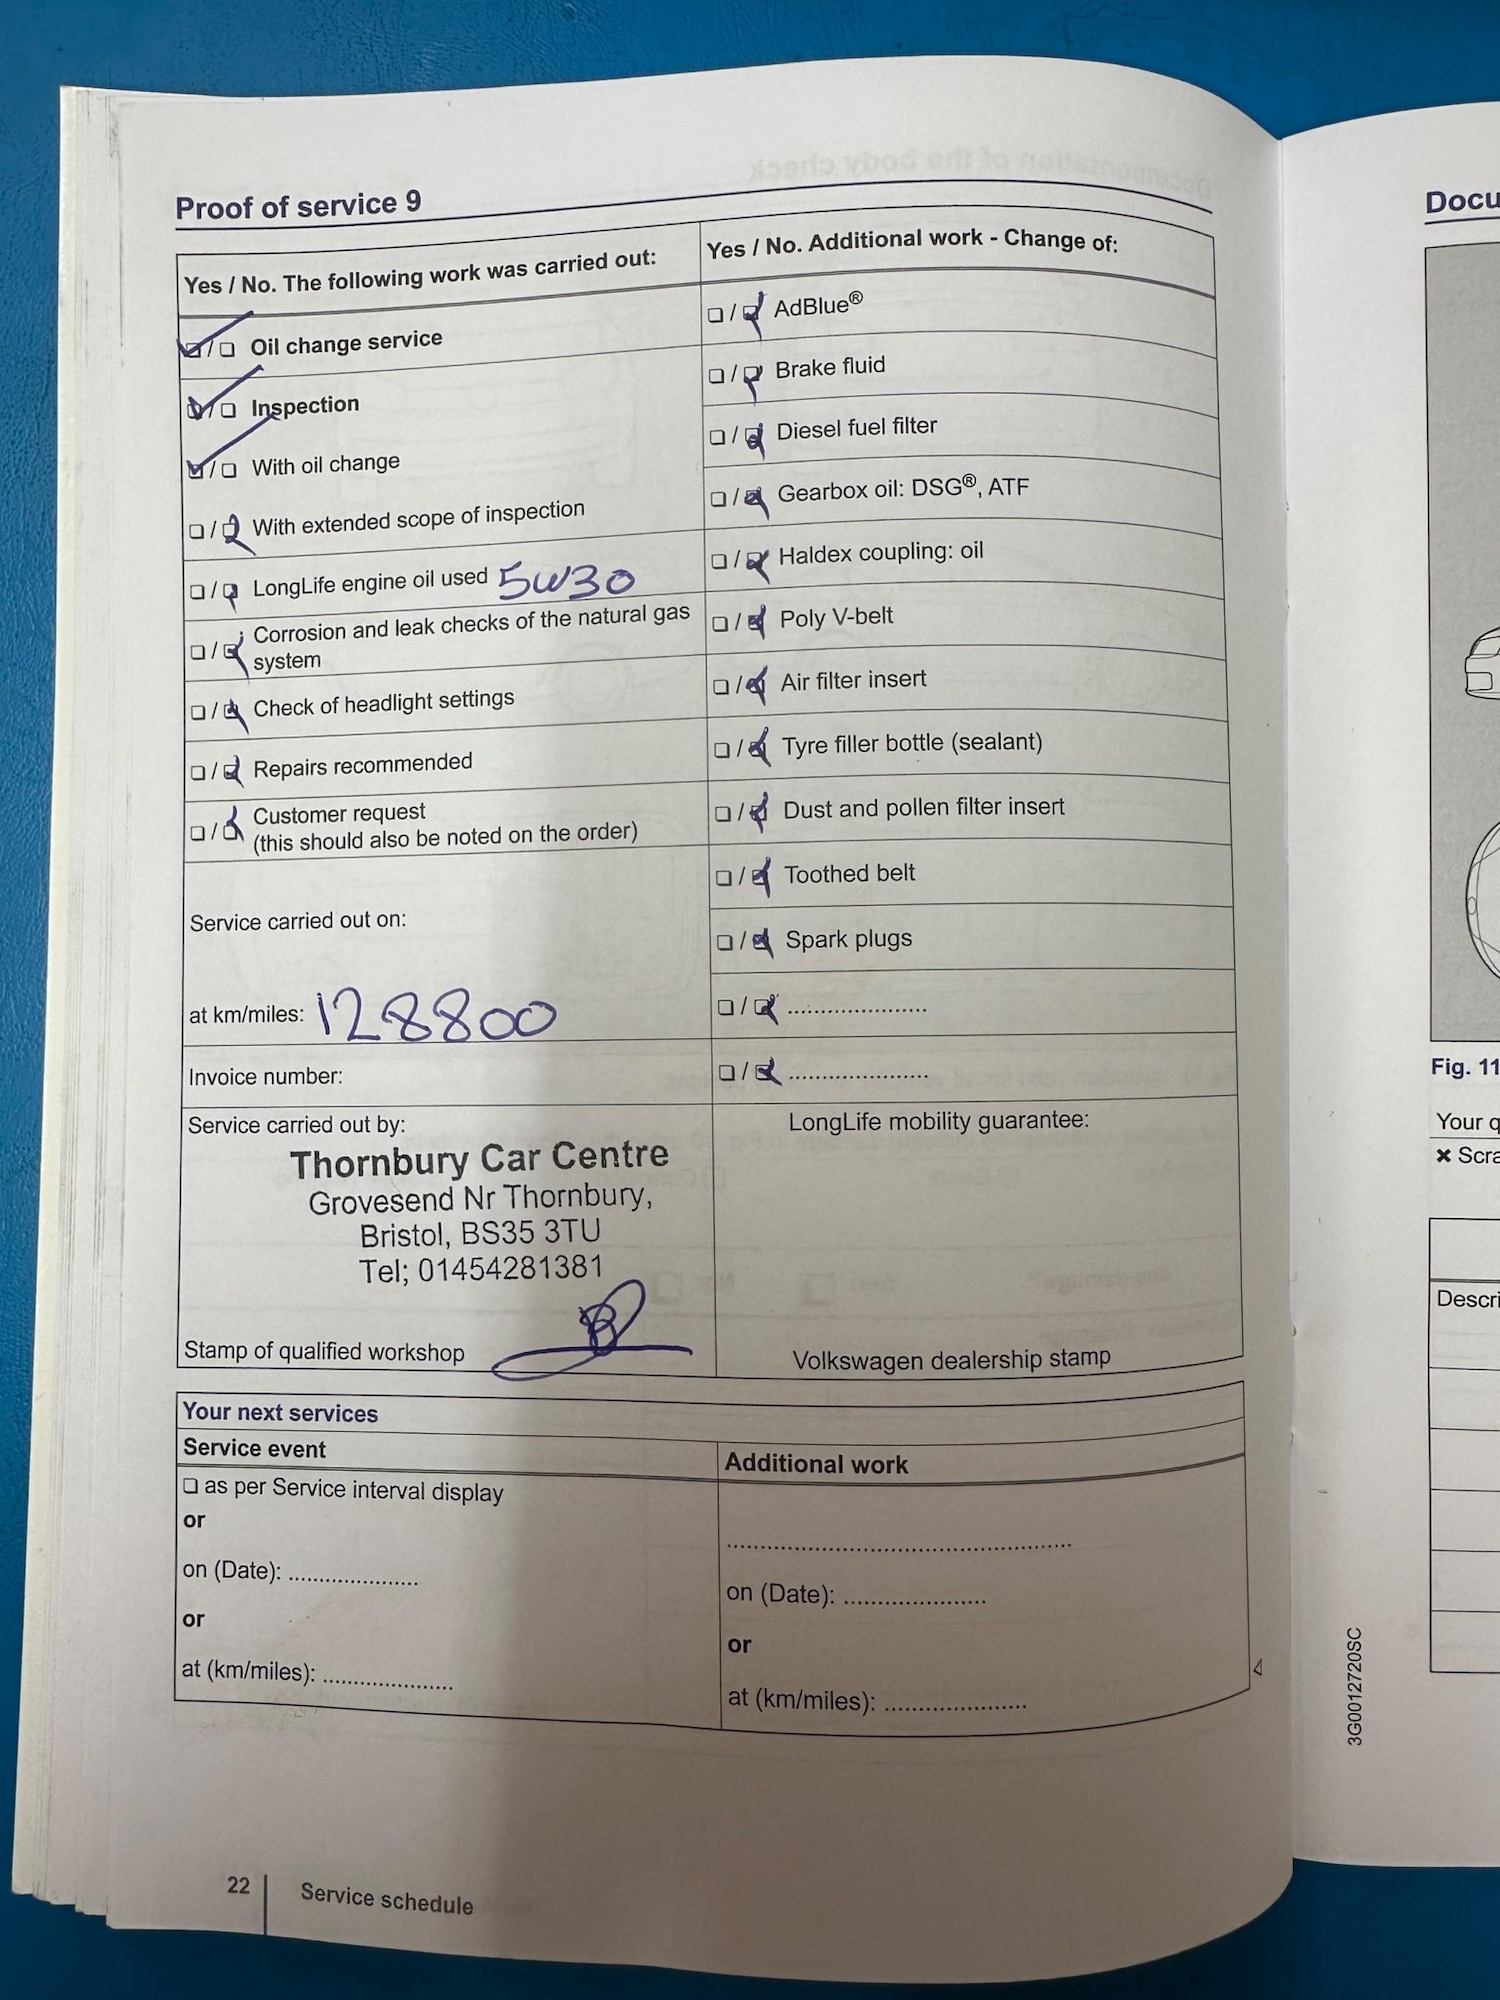 Proof of service 9
Yes / No. The following work was carried out:
☑/☐ Oil change service
☑/☐ Inspection
☑/☐ With oil change
☐/☑ With extended scope of inspection
☐/☑ LongLife engine oil used 5W30
☐/☑ Corrosion and leak checks of the natural gas
system
☐/☑ Check of headlight settings
☐/☑ Repairs recommended
☐/☑ Customer request
(this should also be noted on the order)
Service carried out on:
at km/miles: 128800
Invoice number:
Service carried out by:
Thornbury Car Centre
Grovesend Nr Thornbury,
Bristol, BS35 3TU
Tel; 01454281381
Stamp of qualified workshop
Yes / No. Additional work - Change of:
☐/☑ AdBlue®
☐/☑ Brake fluid
☐/☑ Diesel fuel filter
☐/☑ Gearbox oil: DSG®, ATF
☐/☑ Haldex coupling: oil
☐/☑ Poly V-belt
☐/☑ Air filter insert
☐/☑ Tyre filler bottle (sealant)
☐/☑ Dust and pollen filter insert
☐/☑ Toothed belt
☐/☑ Spark plugs
☐/☑ ......................
☐/☑ ......................
LongLife mobility guarantee:
Volkswagen dealership stamp
Your next services
Service event
☐ as per Service interval display
or
on (Date): ....................
or
at (km/miles): ....................
Additional work
..................................................
on (Date): ......................
or
at (km/miles): ......................
22
Service schedule
Docu
Fig. 11
Your q
× Scra
Descri
3G0012720SC